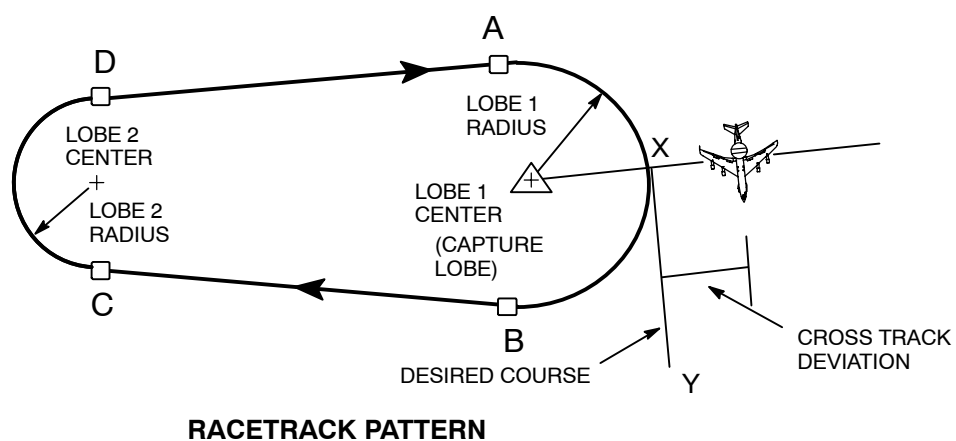 A
D
LOBE 1
RADIUS
LOBE 2
CENTER
X
LOBE 1
CENTER
(CAPTURE
LOBE)
LOBE 2
RADIUS
C
B
CROSS TRACK
DEVIATION
DESIRED COURSE
Y
RACETRACK PATTERN